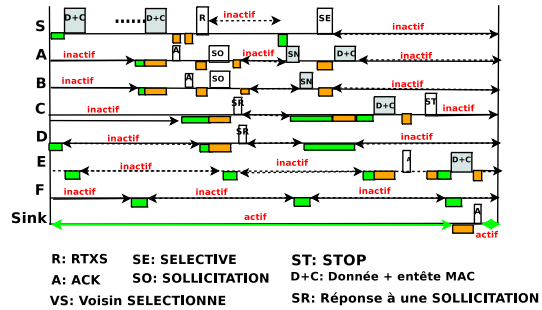 inactif inactif
S D+C ...... D+C R SE
inactif inactif inactif
A A SO SN D+C
inactif inactif inactif
B A SO SN
inactif inactif inactif
C SR D+C ST
inactif inactif inactif
D SR
inactif inactif
E A D+C
inactif inactif inactif
F
Sink actif A
actif
R: RTXS SE: SELECTIVE ST: STOP
A: ACK SO: SOLLICITATION D+C: Donnée + entête MAC
VS: Voisin SELECTIONNE SR: Réponse à une SOLLICITATION